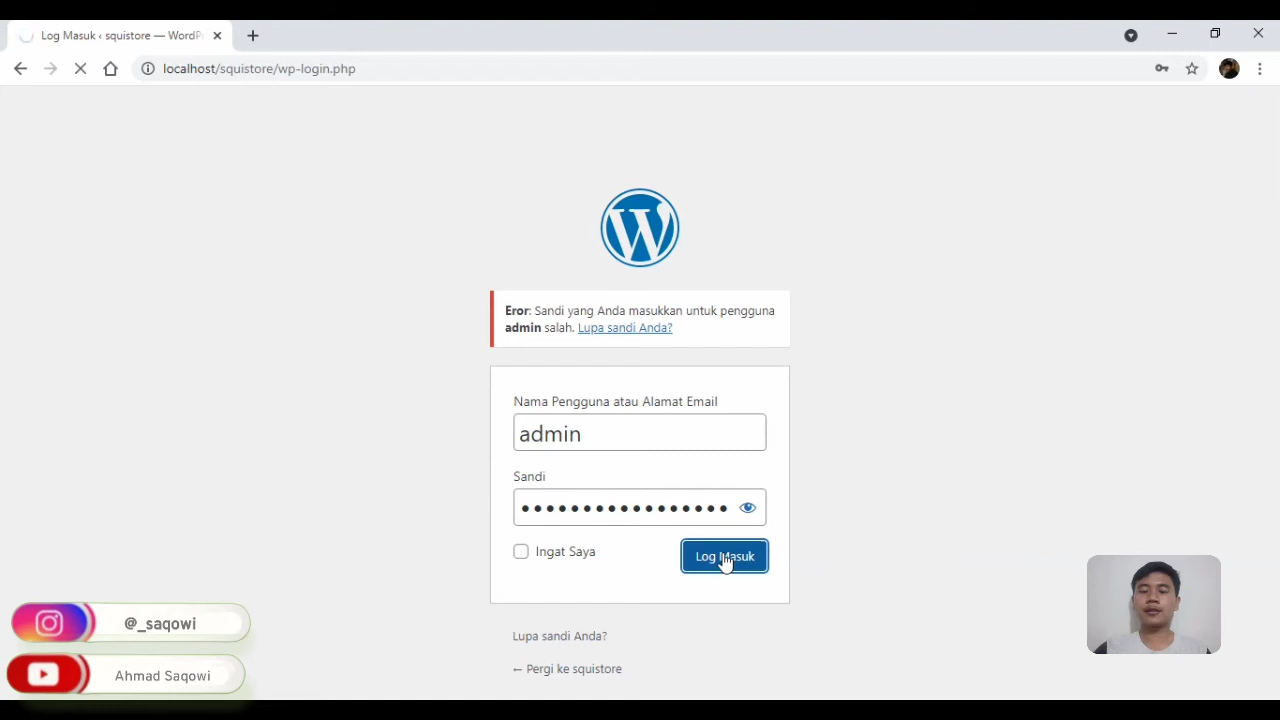 Log Masuk ‹ squistore — WordP
localhost/squistore/wp-login.php
Eror: Sandi yang Anda masukkan untuk pengguna
admin salah. Lupa sandi Anda?
Nama Pengguna atau Alamat Email
admin
Sandi
Ingat Saya
Log Masuk
Lupa sandi Anda?
← Pergi ke squistore
@_saqowi
Ahmad Saqowi